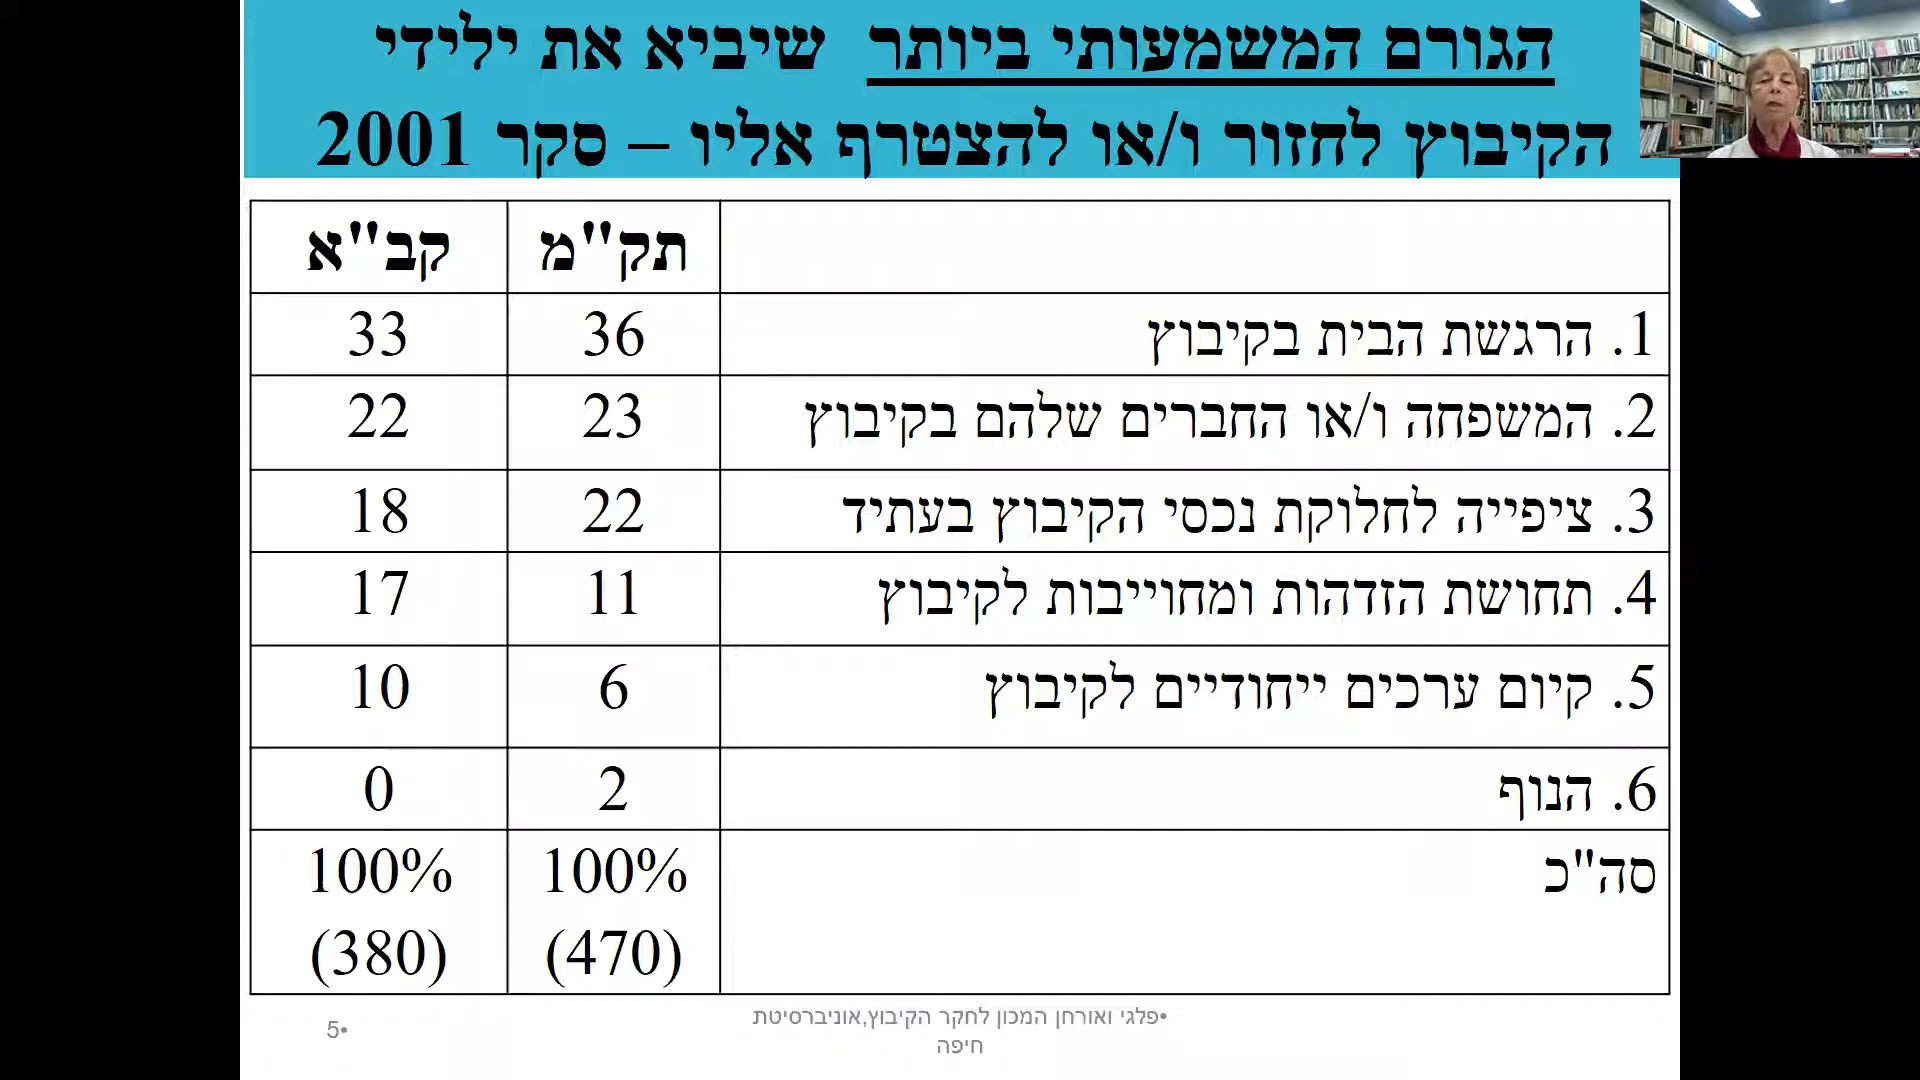 הגורם המשמעותי ביותר שיביא את ילידי
הקיבוץ לחזור ו/או להצטרף אליו – סקר 2001
תק"מ קב"א
1. הרגשת הבית בקיבוץ 36 33
2. המשפחה ו/או החברים שלהם בקיבוץ 23 22
3. ציפייה לחלוקת נכסי הקיבוץ בעתיד 22 18
4. תחושת הזדהות ומחוייבות לקיבוץ 11 17
5. קיום ערכים ייחודיים לקיבוץ 6 10
6. הנוף 2 0
סה"כ 100% 100%
(470) (380)
•פלגי ואורחן המכון לחקר הקיבוץ,אוניברסיטת
חיפה
•5